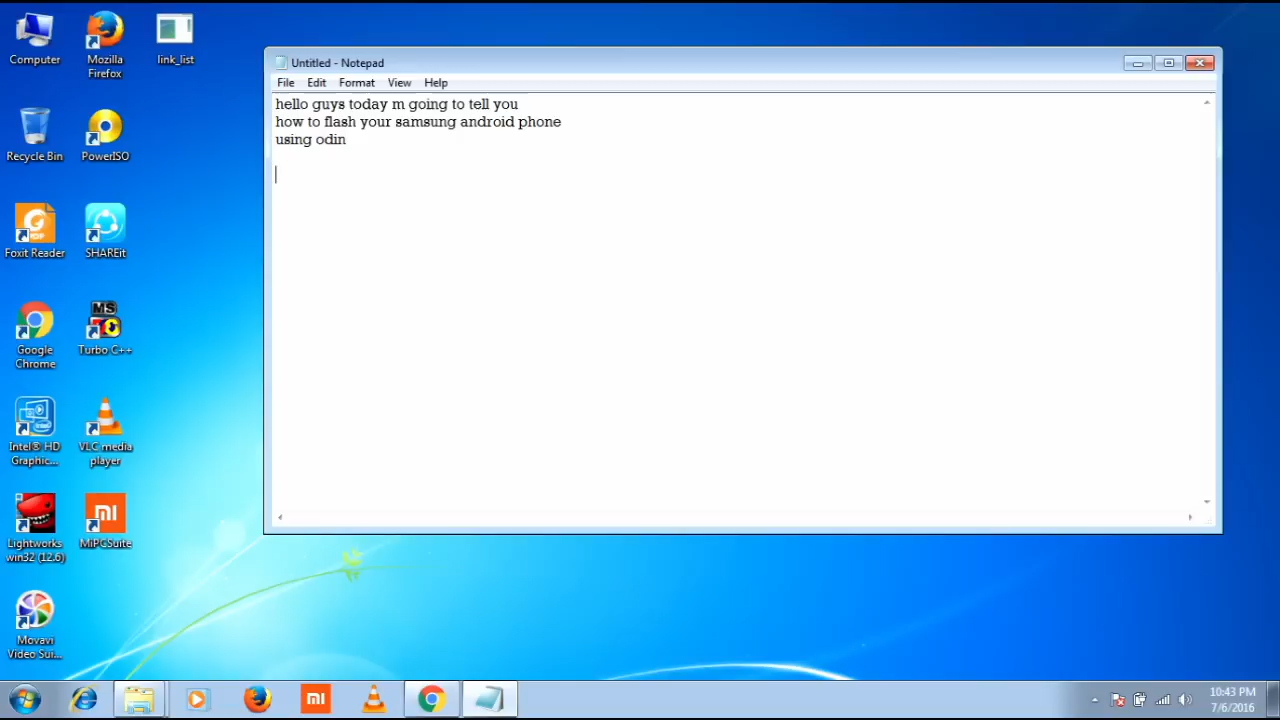 Computer
Mozilla
Firefox
link_list
Recycle Bin
PowerISO
Foxit Reader
SHAREit
Google
Chrome
MS
Turbo C++
Intel® HD
Graphic...
VLC media
player
Lightworks
win32 (12.6)
MI
MiPCSuite
Movavi
Video Sui...
Untitled - Notepad
File Edit Format View Help
hello guys today m going to tell you
how to flash your samsung android phone
using odin
MI
10:43 PM
7/6/2016